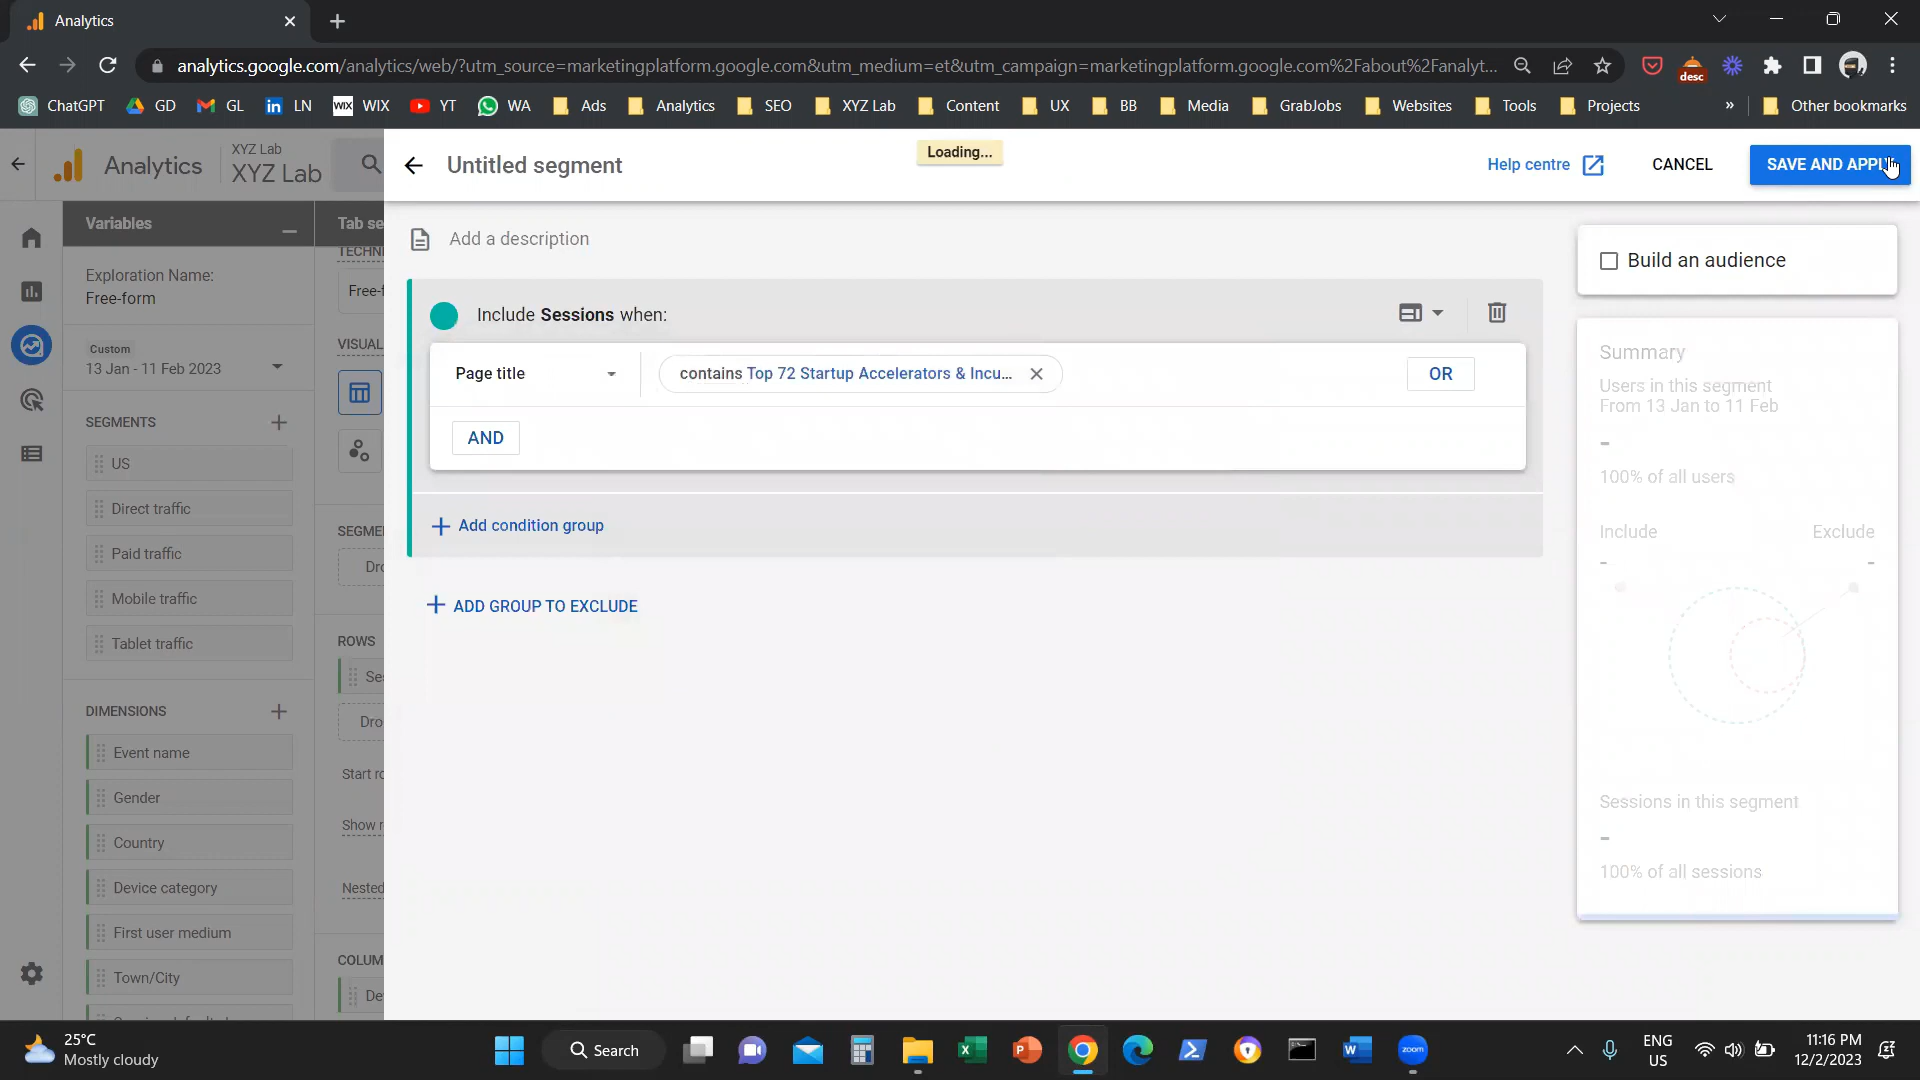 Analytics
analytics.google.com/analytics/web/?utm_source=marketingplatform.google.com&utm_medium=et&utm_campaign=marketingplatform.google.com%2Fabout%2Fanalyt...
desc
ChatGPT
GD
GL
LN
WIX
WIX
YT
WA
Ads
Analytics
SEO
XYZ Lab
Content
UX
BB
Media
GrabJobs
Websites
Tools
Projects
»
Other bookmarks
Analytics
XYZ Lab
XYZ Lab
Untitled segment
Loading...
Help centre
CANCEL
SAVE AND APPLY
Variables
Exploration Name:
Free-form
Custom
13 Jan - 11 Feb 2023
SEGMENTS
US
Direct traffic
Paid traffic
Mobile traffic
Tablet traffic
DIMENSIONS
Event name
Gender
Country
Device category
First user medium
Town/City
Tab se
TECHN
Free-f
VISUAL
SEGME
Dro
ROWS
Ses
Dro
Start ro
Show r
Nested
COLUM
De
Add a description
Include Sessions when:
Page title
contains Top 72 Startup Accelerators & Incu...
OR
AND
Add condition group
ADD GROUP TO EXCLUDE
Build an audience
Summary
Users in this segment
From 13 Jan to 11 Feb
-
100% of all users
Include
Exclude
-
-
Sessions in this segment
-
100% of all sessions
25°C
Mostly cloudy
Search
zoom
ENG
US
11:16 PM
12/2/2023